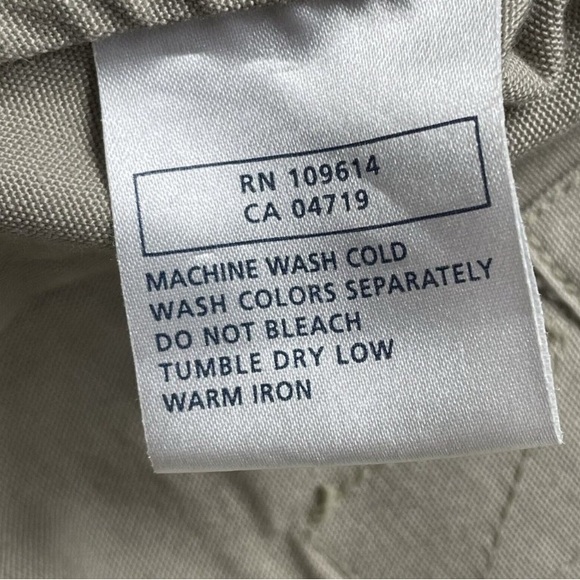 RN 109614
CA 04719
MACHINE WASH COLD
WASH COLORS SEPARATELY
DO NOT BLEACH
TUMBLE DRY LOW
WARM IRON